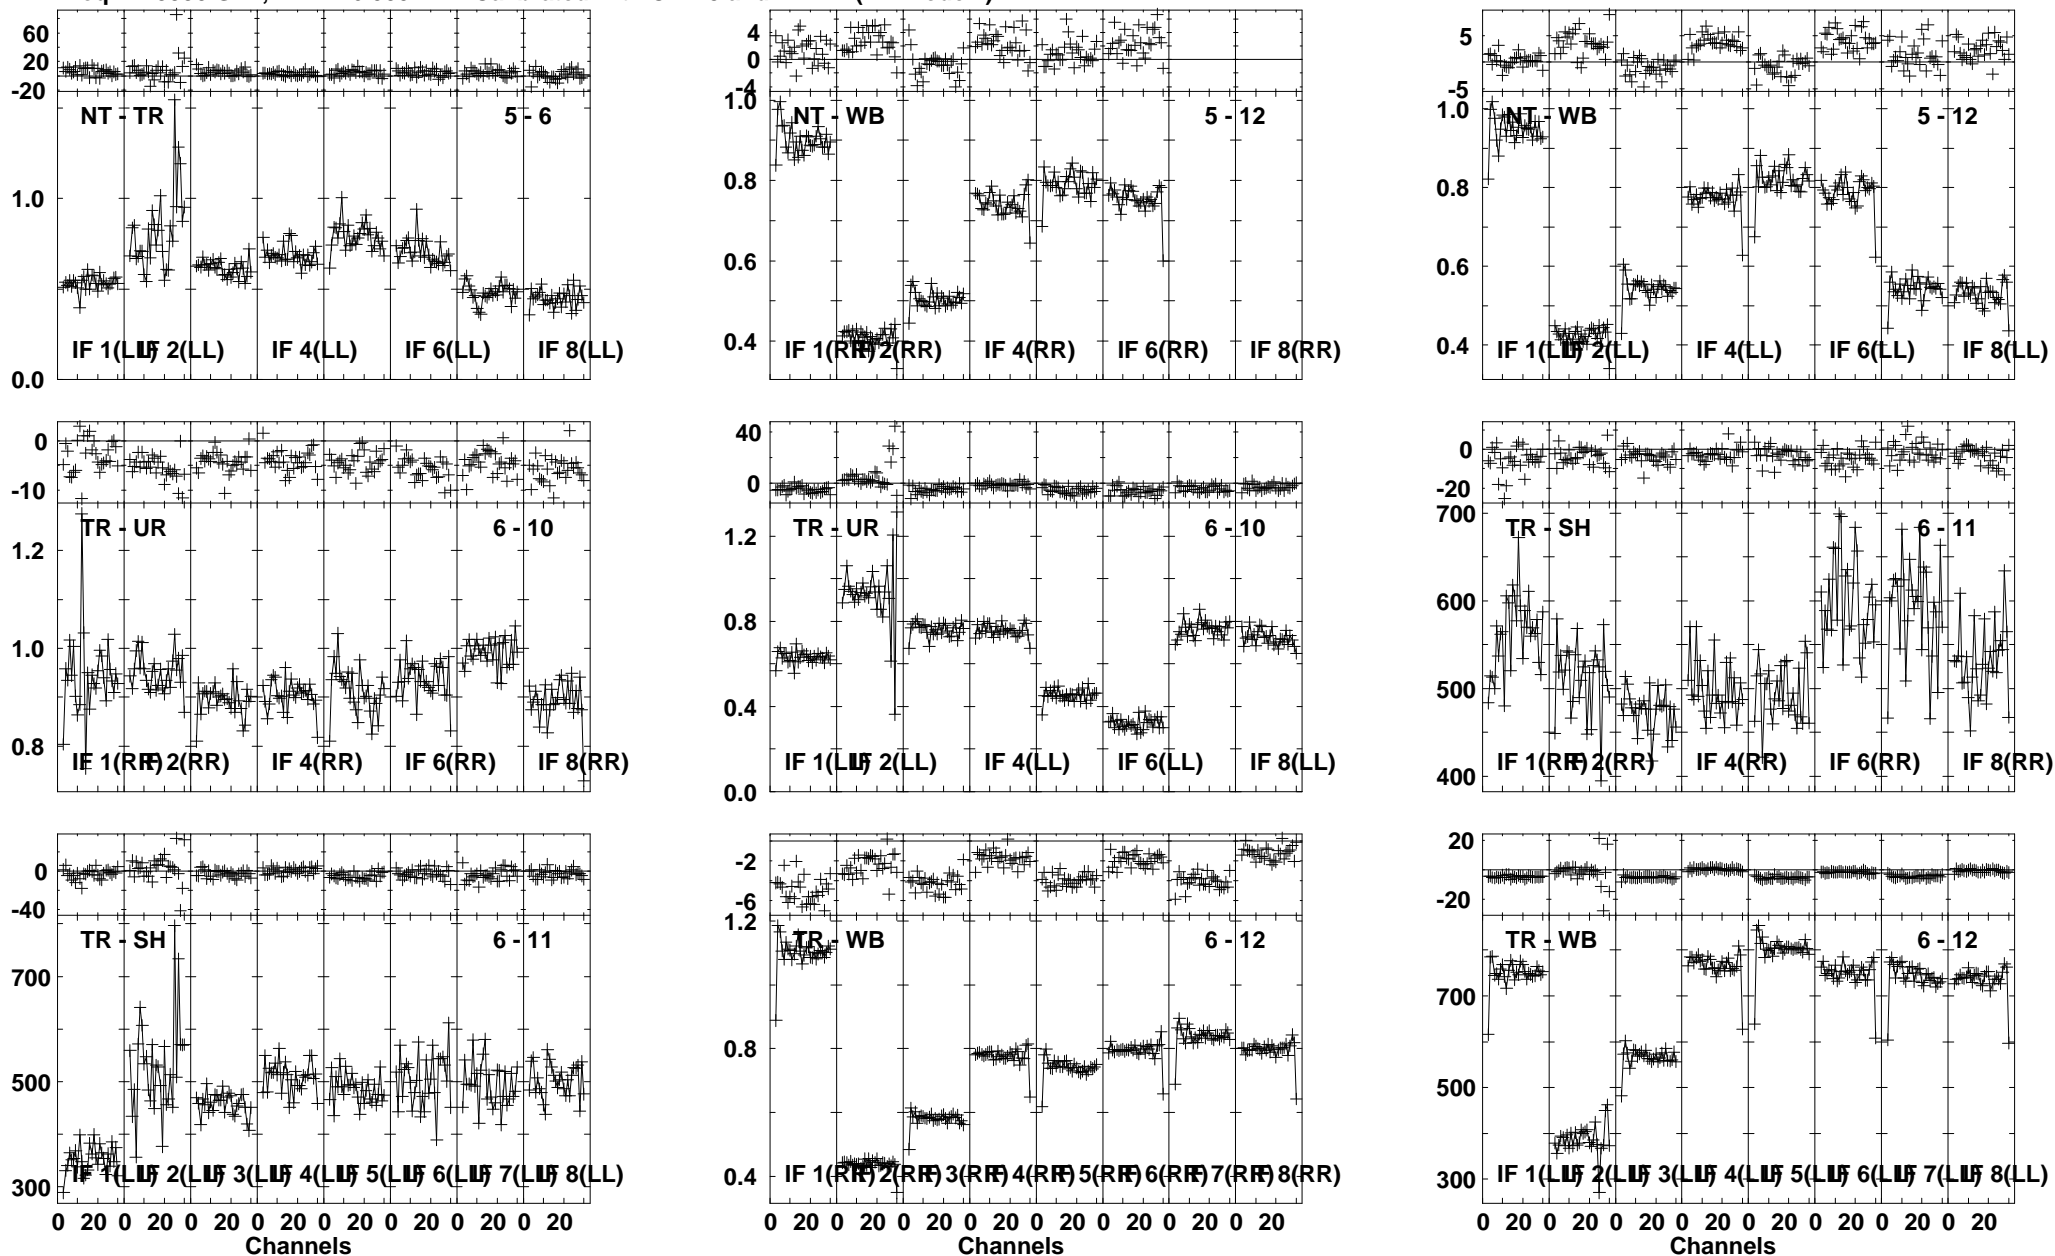 60
20
-20
NT - TR 5 - 6
1.0
0.0
IF 1(LL) IF 2(LL) IF 4(LL) IF 6(LL) IF 8(LL)
4
0
-4
NT - WB 5 - 12
1.0
0.8
0.6
0.4
IF 1(RR) IF 2(RR) IF 4(RR) IF 6(RR) IF 8(RR)
5
-5
NT - WB 5 - 12
1.0
0.8
0.6
0.4
IF 1(LL) IF 2(LL) IF 4(LL) IF 6(LL) IF 8(LL)
0
-10
TR - UR 6 - 10
1.2
1.0
0.8
IF 1(RR) IF 2(RR) IF 4(RR) IF 6(RR) IF 8(RR)
40
0
TR - UR 6 - 10
1.2
0.8
0.4
0.0
IF 1(LL) IF 2(LL) IF 4(LL) IF 6(LL) IF 8(LL)
0
-20
TR - SH 6 - 11
700
600
500
400
IF 1(RR) IF 2(RR) IF 4(RR) IF 6(RR) IF 8(RR)
0
-40
TR - SH 6 - 11
700
500
300
IF 1(LL) IF 2(LL) IF 3(LL) IF 4(LL) IF 5(LL) IF 6(LL) IF 7(LL) IF 8(LL)
0 20 0 20 0 20 0 20 0 20 0 20 0 20 0 20
Channels
-2
-6
TR - WB 6 - 12
1.2
0.8
0.4
IF 1(RR) IF 2(RR) IF 3(RR) IF 4(RR) IF 5(RR) IF 6(RR) IF 7(RR) IF 8(RR)
0 20 0 20 0 20 0 20 0 20 0 20 0 20 0 20
Channels
20
-20
TR - WB 6 - 12
700
500
300
IF 1(LL) IF 2(LL) IF 3(LL) IF 4(LL) IF 5(LL) IF 6(LL) IF 7(LL) IF 8(LL)
0 20 0 20 0 20 0 20 0 20 0 20 0 20 0 20
Channels